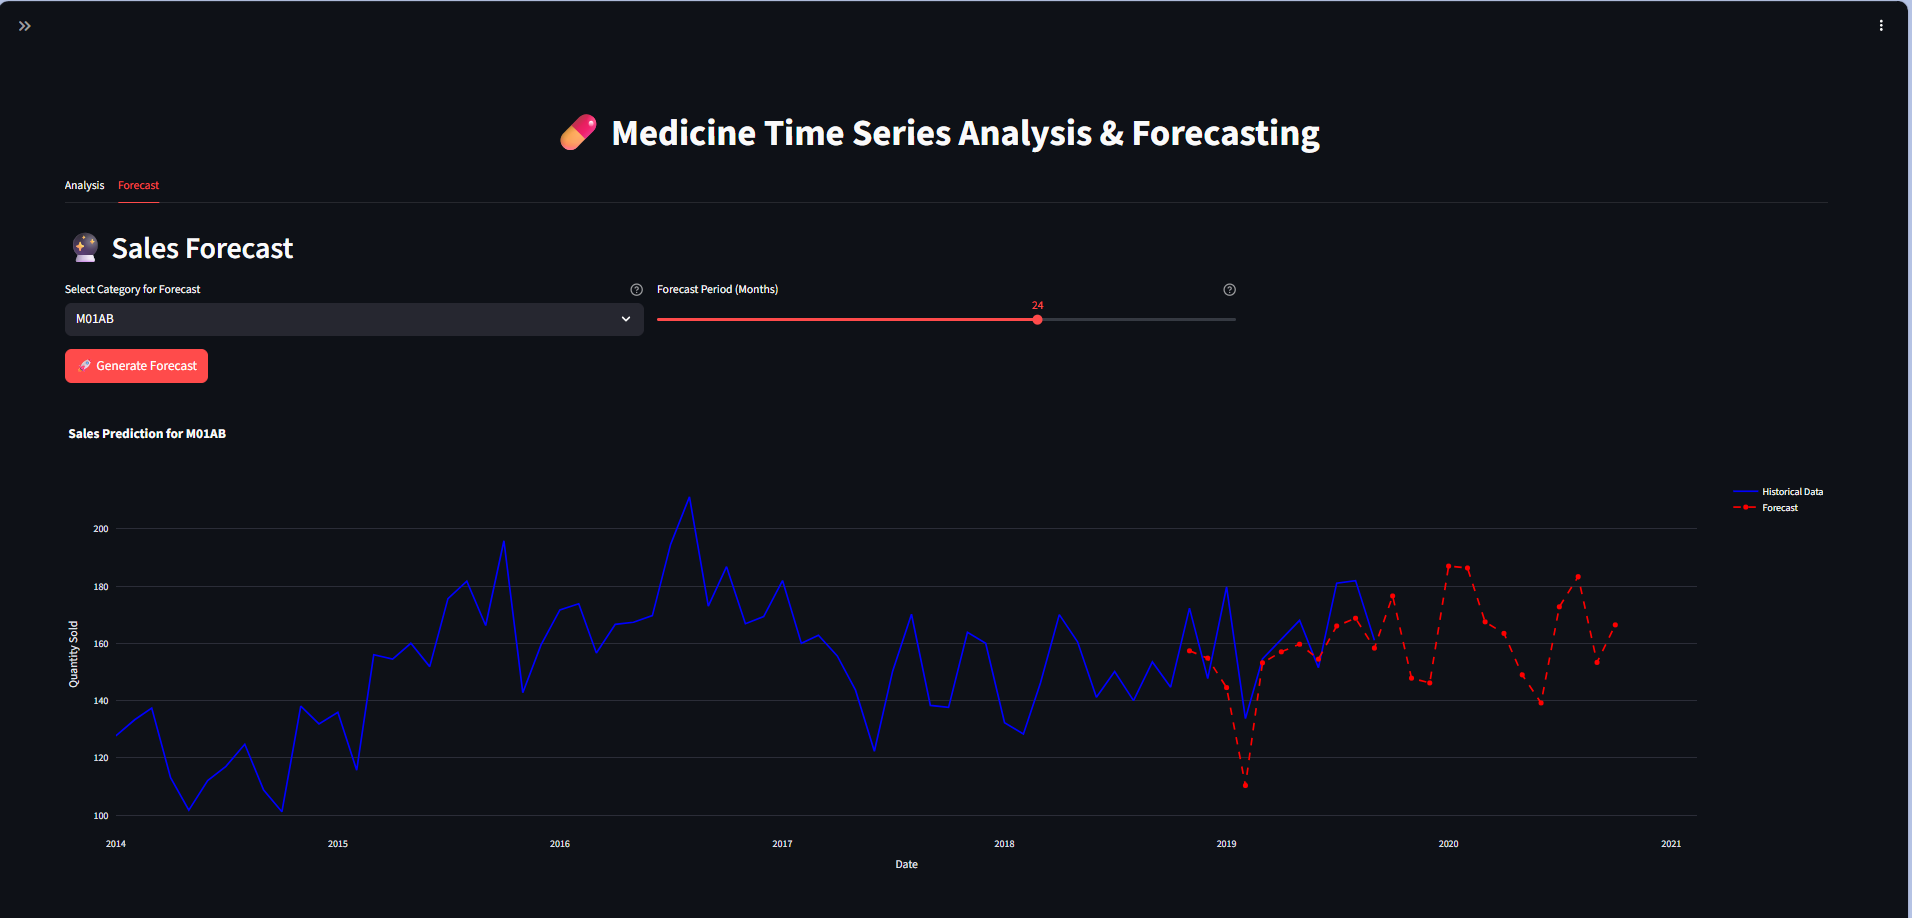 Medicine Time Series Analysis & Forecasting
Analysis Forecast
Sales Forecast
Select Category for Forecast
Forecast Period (Months)
24
M01AB
Generate Forecast
Sales Prediction for M01AB
Historical Data
Forecast
Quantity Sold
200
180
160
140
120
100
2014 2015 2016 2017 2018 2019 2020 2021
Date